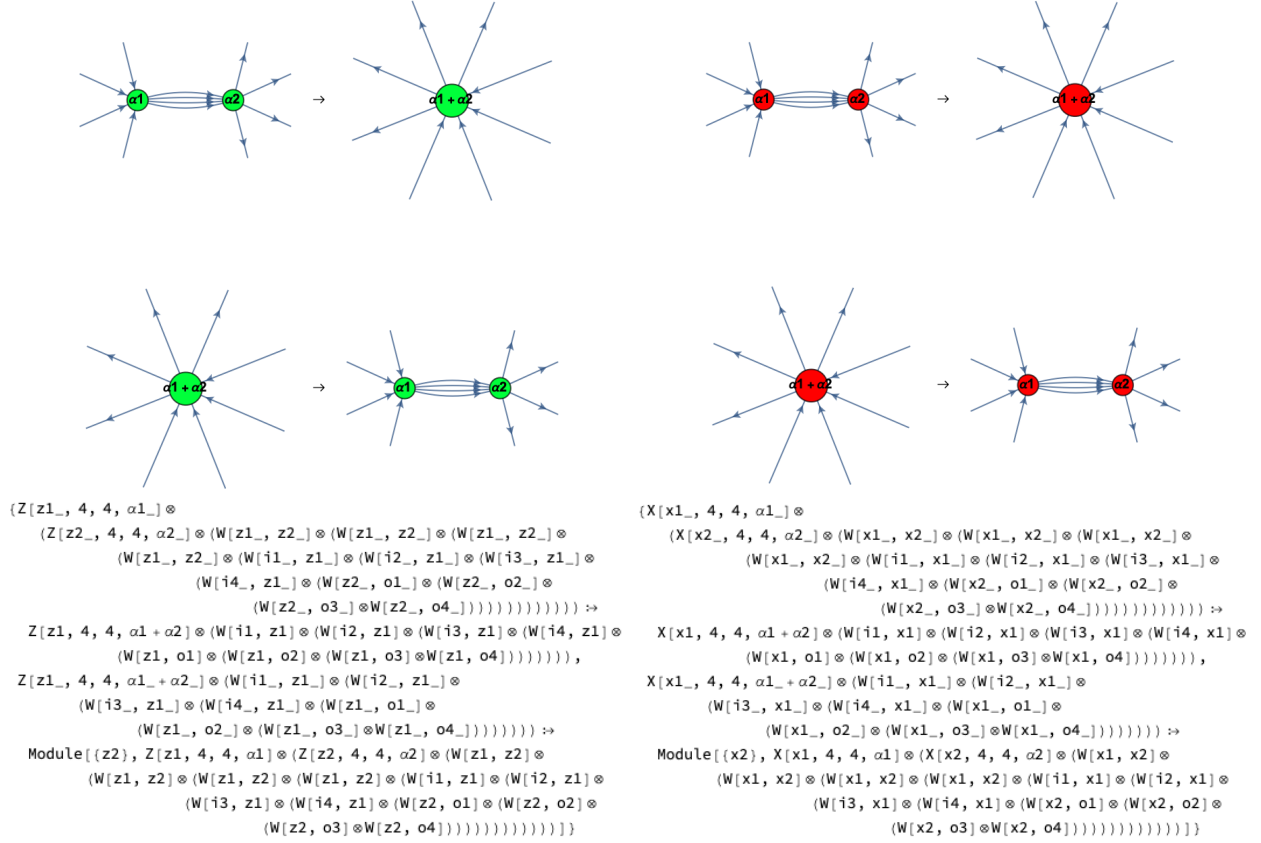 α1 α2 → α1 + α2
α1 α2 → α1 + α2
α1 + α2 → α1 α2
α1 + α2 → α1 α2
{Z[z1_, 4, 4, α1_]⊗
(Z[z2_, 4, 4, α2_]⊗(W[z1_, z2_]⊗(W[z1_, z2_]⊗(W[z1_, z2_]⊗
(W[z1_, z2_]⊗(W[i1_, z1_]⊗(W[i2_, z1_]⊗(W[i3_, z1_]⊗
(W[i4_, z1_]⊗(W[z2_, o1_]⊗(W[z2_, o2_]⊗
(W[z2_, o3_]⊗W[z2_, o4_])))))))))))) :→
Z[z1, 4, 4, α1 + α2]⊗(W[i1, z1]⊗(W[i2, z1]⊗(W[i3, z1]⊗(W[i4, z1]⊗
(W[z1, o1]⊗(W[z1, o2]⊗(W[z1, o3]⊗W[z1, o4]))))))),
Z[z1_, 4, 4, α1_ + α2_]⊗(W[i1_, z1_]⊗(W[i2_, z1_]⊗
(W[i3_, z1_]⊗(W[i4_, z1_]⊗(W[z1_, o1_]⊗
(W[z1_, o2_]⊗(W[z1_, o3_]⊗W[z1_, o4_]))))))) :→
Module[{z2}, Z[z1, 4, 4, α1]⊗(Z[z2, 4, 4, α2]⊗(W[z1, z2]⊗
(W[z1, z2]⊗(W[z1, z2]⊗(W[z1, z2]⊗(W[i1, z1]⊗(W[i2, z1]⊗
(W[i3, z1]⊗(W[i4, z1]⊗(W[z2, o1]⊗(W[z2, o2]⊗
(W[z2, o3]⊗W[z2, o4]))))))))))))]}
{X[x1_, 4, 4, α1_]⊗
(X[x2_, 4, 4, α2_]⊗(W[x1_, x2_]⊗(W[x1_, x2_]⊗(W[x1_, x2_]⊗
(W[x1_, x2_]⊗(W[i1_, x1_]⊗(W[i2_, x1_]⊗(W[i3_, x1_]⊗
(W[i4_, x1_]⊗(W[x2_, o1_]⊗(W[x2_, o2_]⊗
(W[x2_, o3_]⊗W[x2_, o4_])))))))))))) :→
X[x1, 4, 4, α1 + α2]⊗(W[i1, x1]⊗(W[i2, x1]⊗(W[i3, x1]⊗(W[i4, x1]⊗
(W[x1, o1]⊗(W[x1, o2]⊗(W[x1, o3]⊗W[x1, o4]))))))),
X[x1_, 4, 4, α1_ + α2_]⊗(W[i1_, x1_]⊗(W[i2_, x1_]⊗
(W[i3_, x1_]⊗(W[i4_, x1_]⊗(W[x1_, o1_]⊗
(W[x1_, o2_]⊗(W[x1_, o3_]⊗W[x1_, o4_]))))))) :→
Module[{x2}, X[x1, 4, 4, α1]⊗(X[x2, 4, 4, α2]⊗(W[x1, x2]⊗
(W[x1, x2]⊗(W[x1, x2]⊗(W[x1, x2]⊗(W[i1, x1]⊗(W[i2, x1]⊗
(W[i3, x1]⊗(W[i4, x1]⊗(W[x2, o1]⊗(W[x2, o2]⊗
(W[x2, o3]⊗W[x2, o4]))))))))))))]}